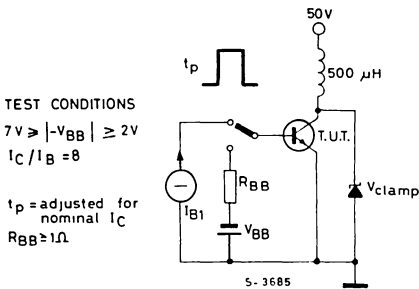 50V
tp
500 μH
TEST CONDITIONS
7V ⩾ |-VBB| ≥ 2V
IC/IB = 8
T.U.T.
RBB
Vclamp
tp = adjusted for
nominal IC
RBB ≥ 1Ω
IB1
VBB
S-3685